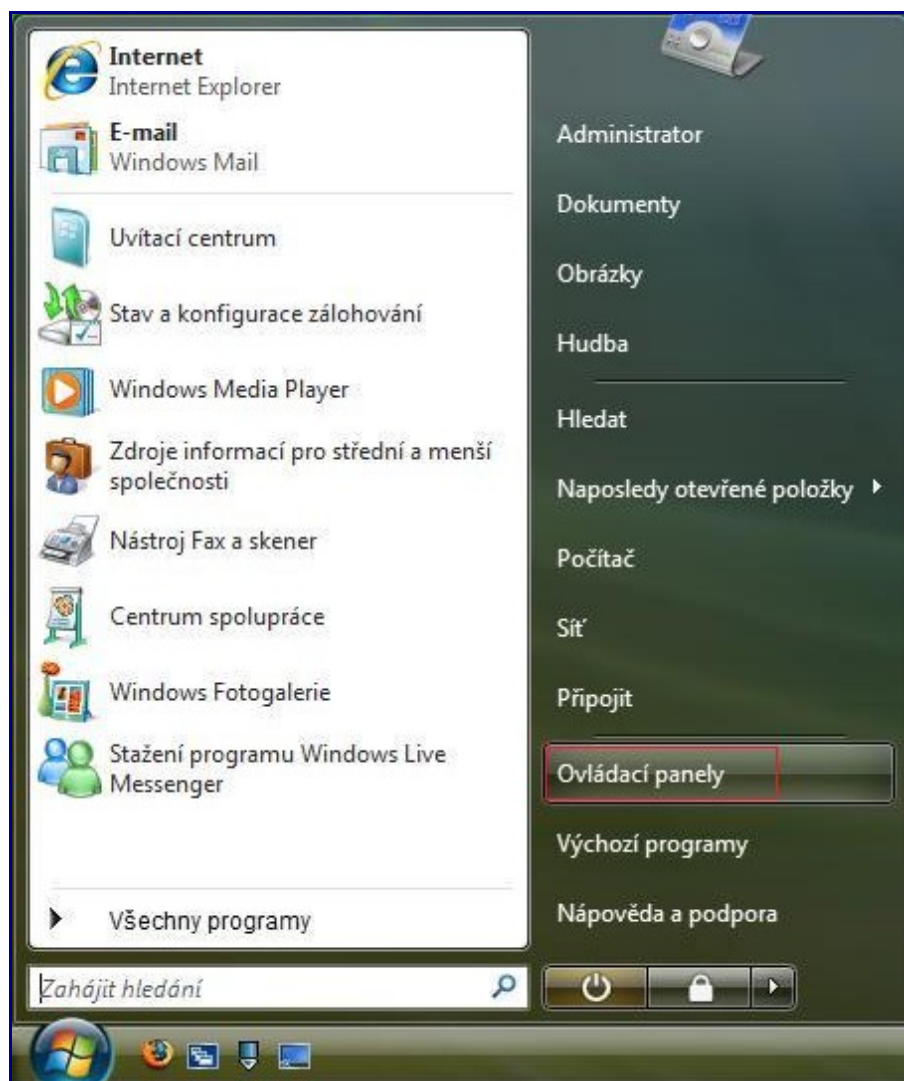 Internet
Internet Explorer
E-mail
Windows Mail
Uvítací centrum
Stav a konfigurace zálohování
Windows Media Player
Zdroje informací pro střední a menší
společnosti
Nástroj Fax a skener
Centrum spolupráce
Windows Fotogalerie
Stažení programu Windows Live
Messenger
Všechny programy
Zahájit hledání
Administrator
Dokumenty
Obrázky
Hudba
Hledat
Naposledy otevřené položky
Počítač
Síť
Připojit
Ovládací panely
Výchozí programy
Nápověda a podpora